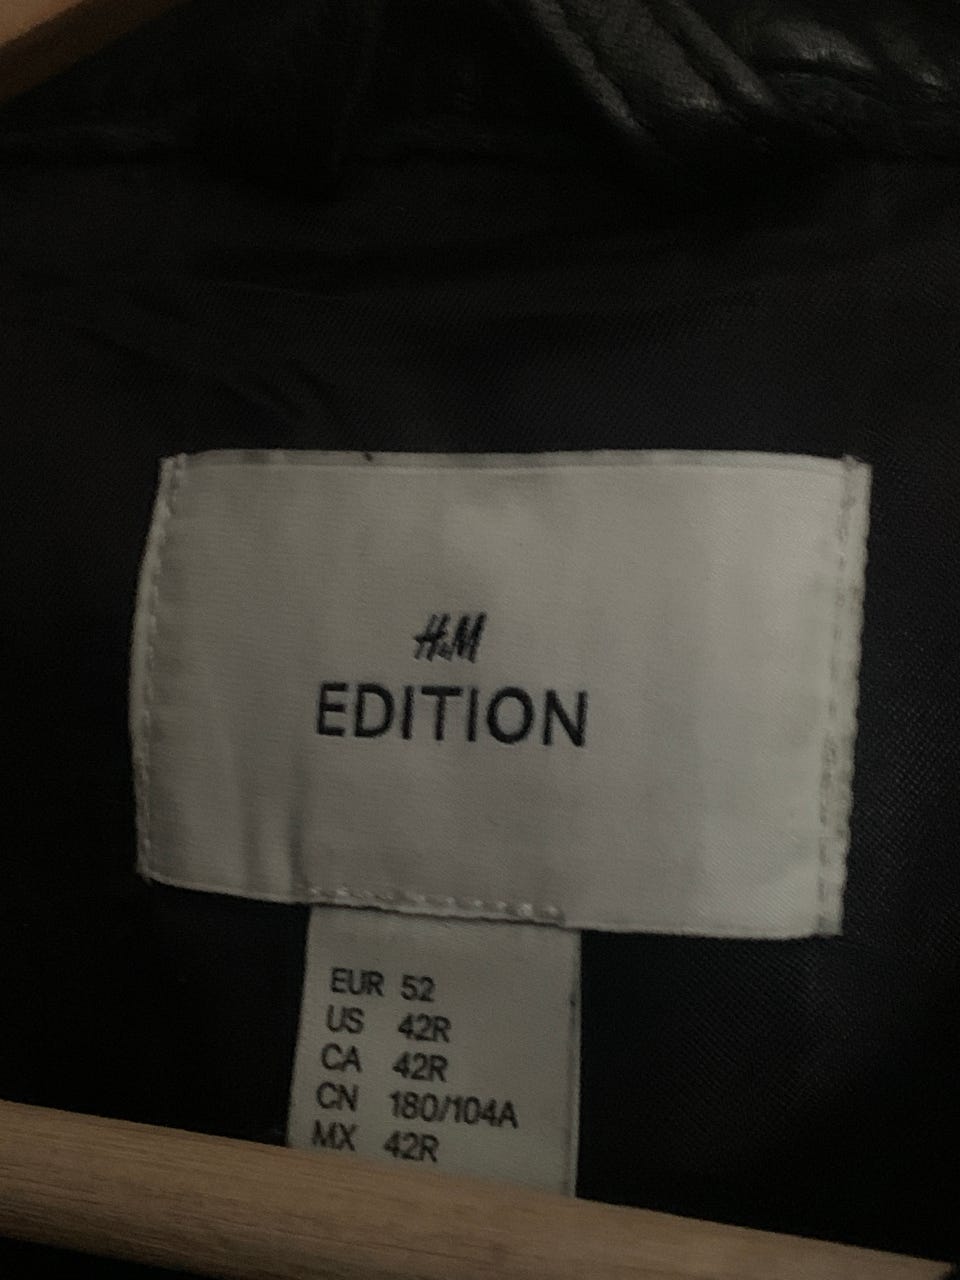 H&M
EDITION
EUR 52
US 42R
CA 42R
CN 180/104A
MX 42R